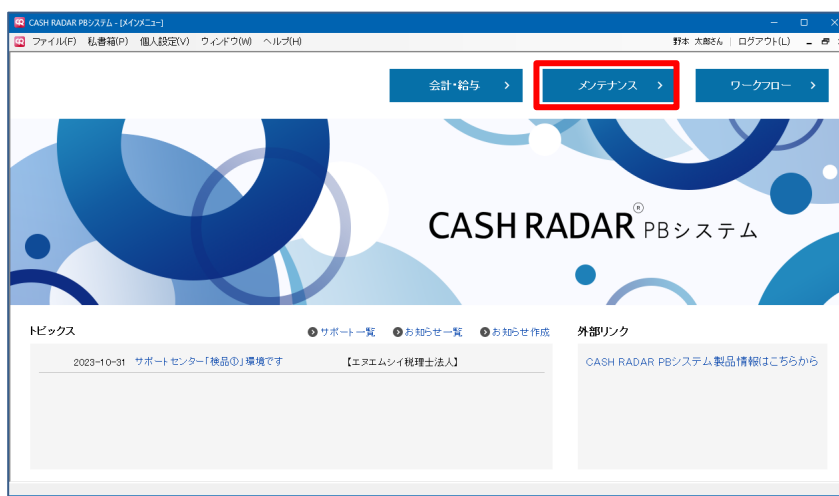 CASH RADAR PBシステム - [メインメニュー]
ファイル(F) 私書箱(P) 個人設定(V) ウィンドウ(W) ヘルプ(H) 野本 太郎さん | ログアウト(L)
会計・給与 > メンテナンス > ワークフロー >
CASH RADAR® PBシステム
トピックス サポート一覧 お知らせ一覧 お知らせ作成 外部リンク
2023-10-31 サポートセンター「検品①」環境です 【エヌエムシイ税理士法人】 CASH RADAR PBシステム製品情報はこちらから